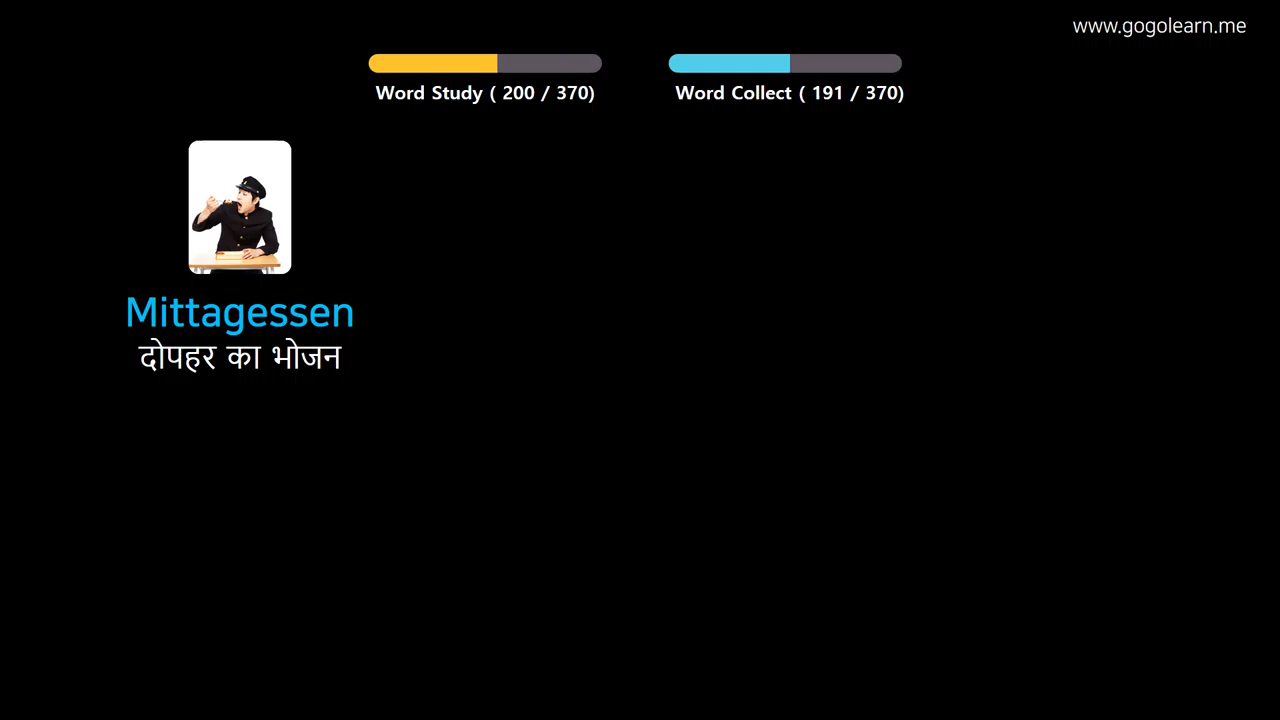 www.gogolearn.me
Word Study ( 200 / 370)
Word Collect ( 191 / 370)
Mittagessen
दोपहर का भोजन